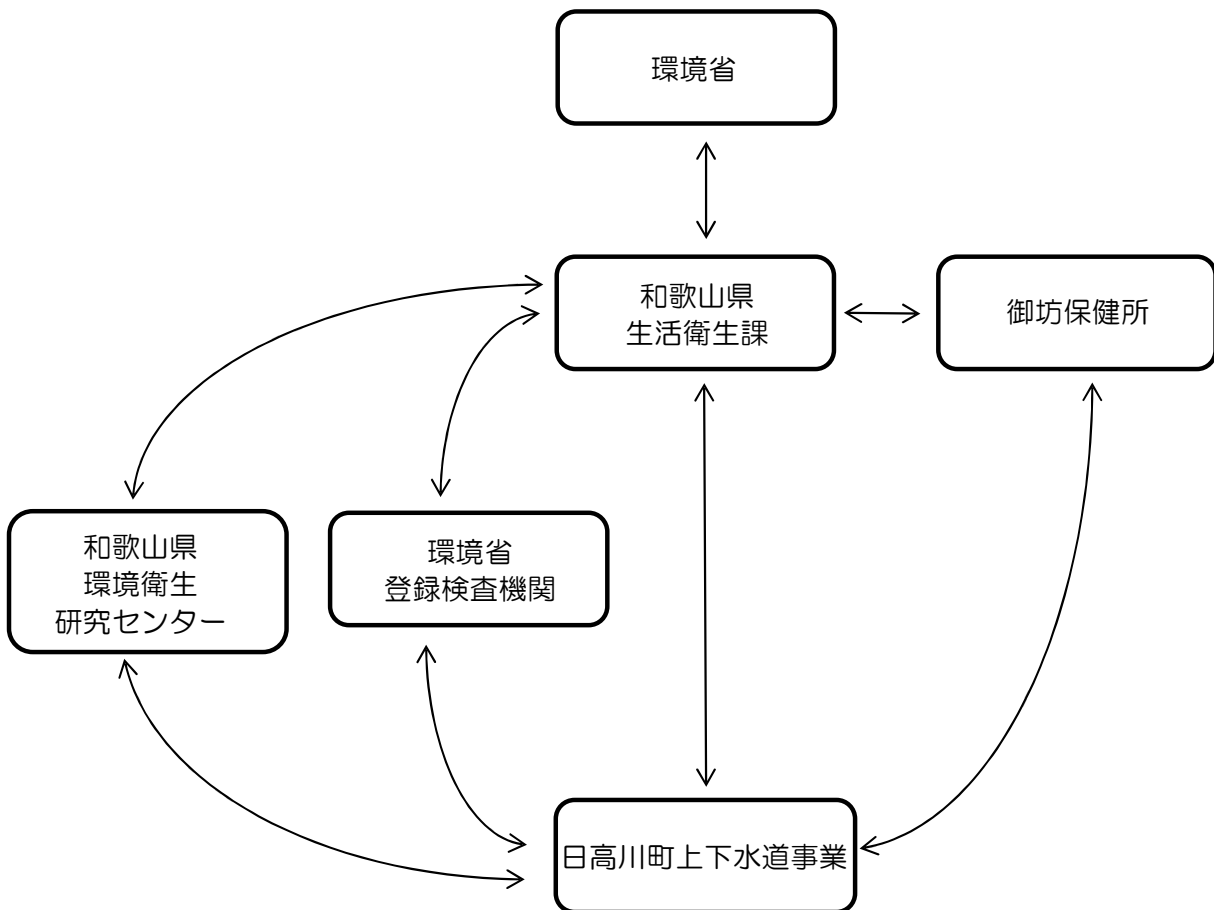 環境省
和歌山県
生活衛生課
御坊保健所
和歌山県
環境衛生
研究センター
環境省
登録検査機関
日高川町上下水道事業